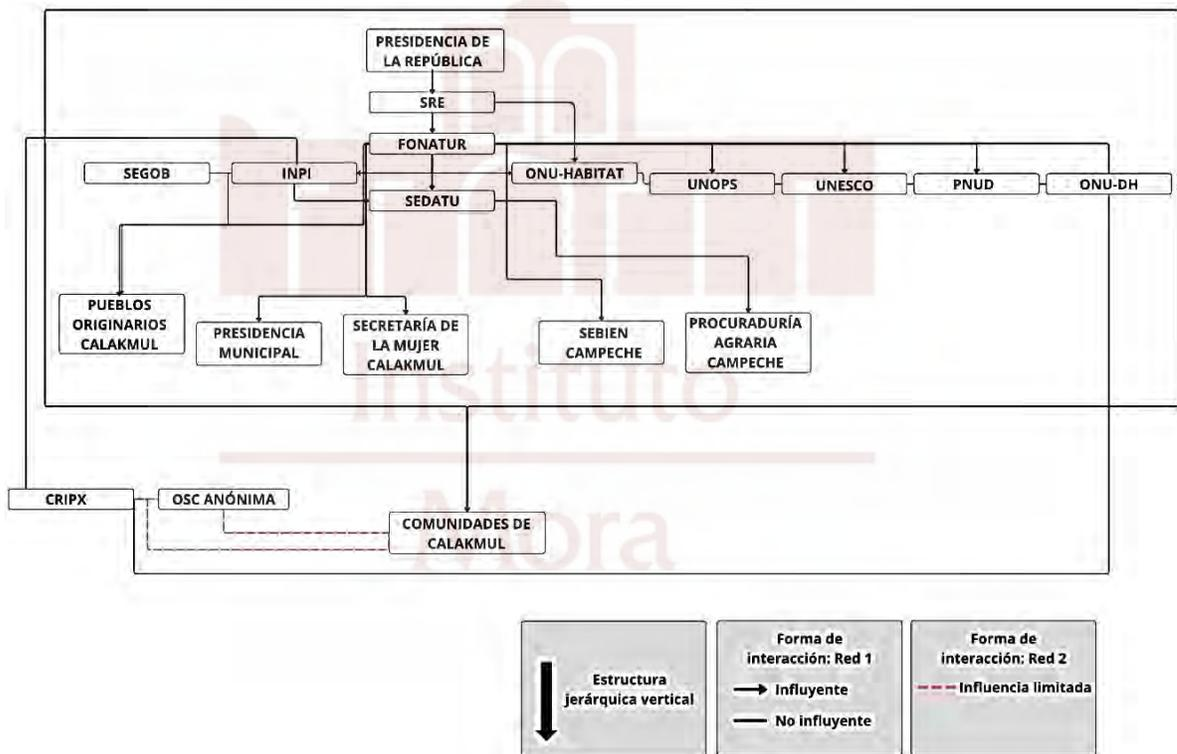 PRESIDENCIA DE
LA REPÚBLICA
SRE
FONATUR
SEGOB
INPI
ONU-HABITAT
UNOPS
UNESCO
PNUD
ONU-DH
SEDATU
PUEBLOS
ORIGINARIOS
CALAKMUL
PRESIDENCIA
MUNICIPAL
SECRETARÍA DE
LA MUJER
CALAKMUL
SEBIEN
CAMPECHE
PROCURADURÍA
AGRARIA
CAMPECHE
Instituto
Mora
CRIPX
OSC ANÓNIMA
COMUNIDADES DE
CALAKMUL
Estructura
jerárquica vertical
Forma de
interacción: Red 1
Influyente
No influyente
Forma de
interacción: Red 2
Influencia limitada